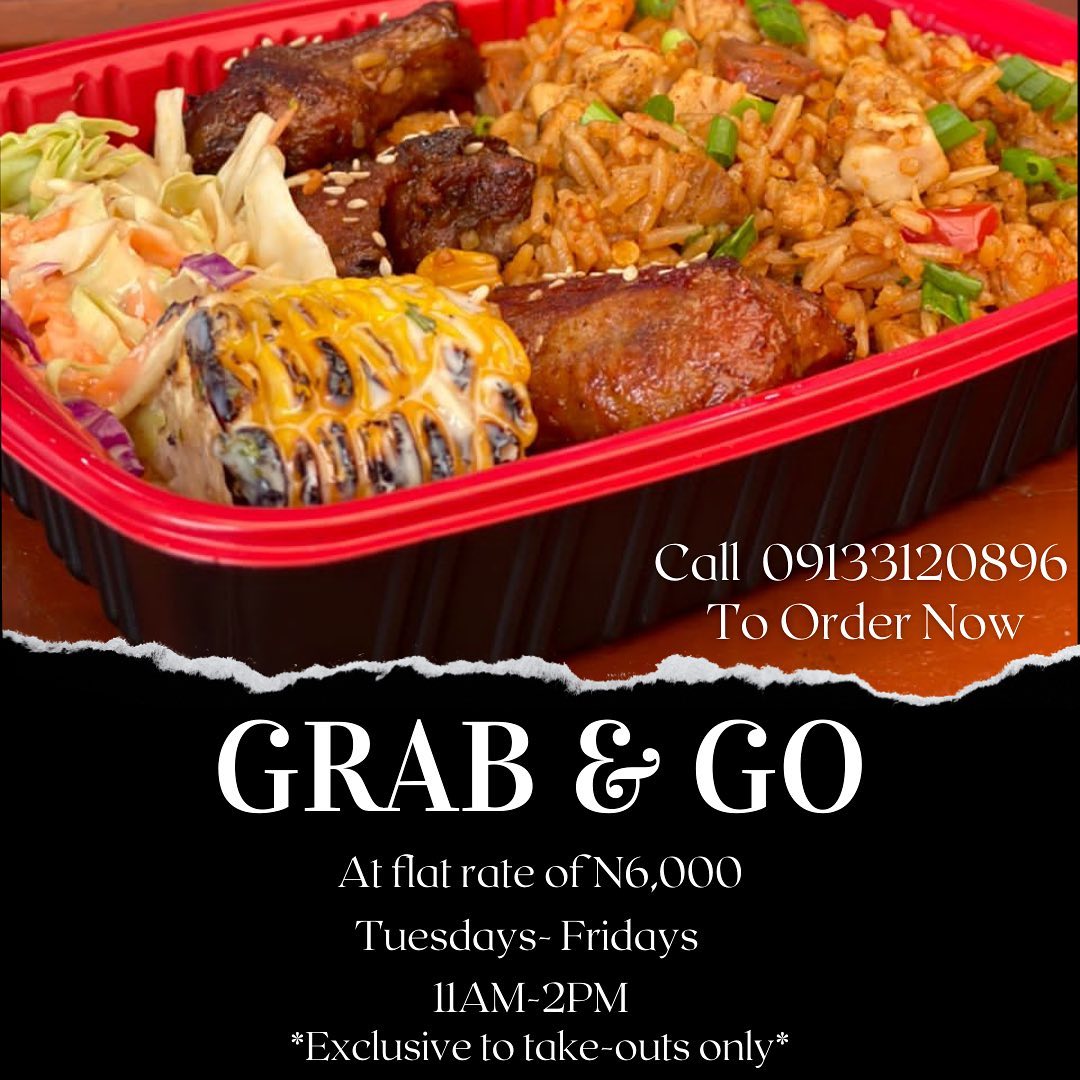 Call 09133120896
To Order Now
GRAB & GO
At flat rate of N6,000
Tuesdays- Fridays
11AM-2PM
*Exclusive to take-outs only*